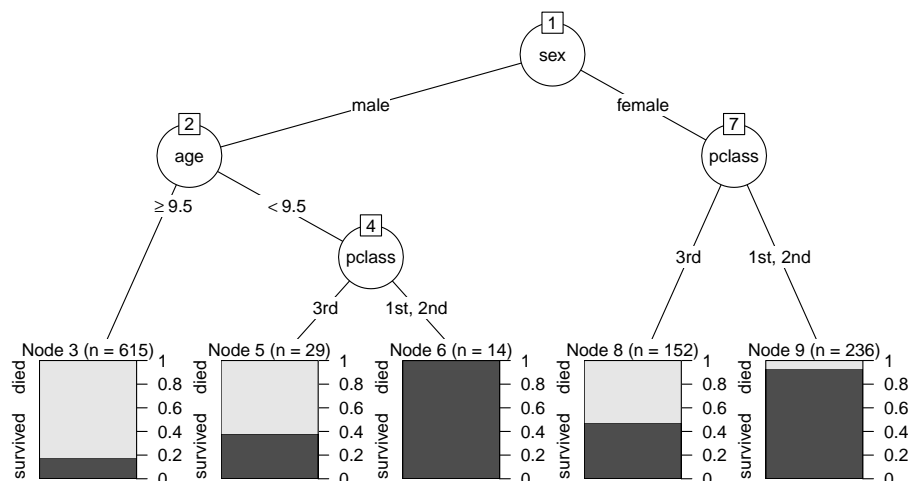 1
sex
male
female
2
age
7
pclass
≥ 9.5
< 9.5
4
pclass
3rd
1st, 2nd
3rd
1st, 2nd
Node 3 (n = 615)
died
survived
1
0.8
0.6
0.4
0.2
0
Node 5 (n = 29)
died
survived
1
0.8
0.6
0.4
0.2
0
Node 6 (n = 14)
died
survived
1
0.8
0.6
0.4
0.2
0
Node 8 (n = 152)
died
survived
1
0.8
0.6
0.4
0.2
0
Node 9 (n = 236)
died
survived
1
0.8
0.6
0.4
0.2
0